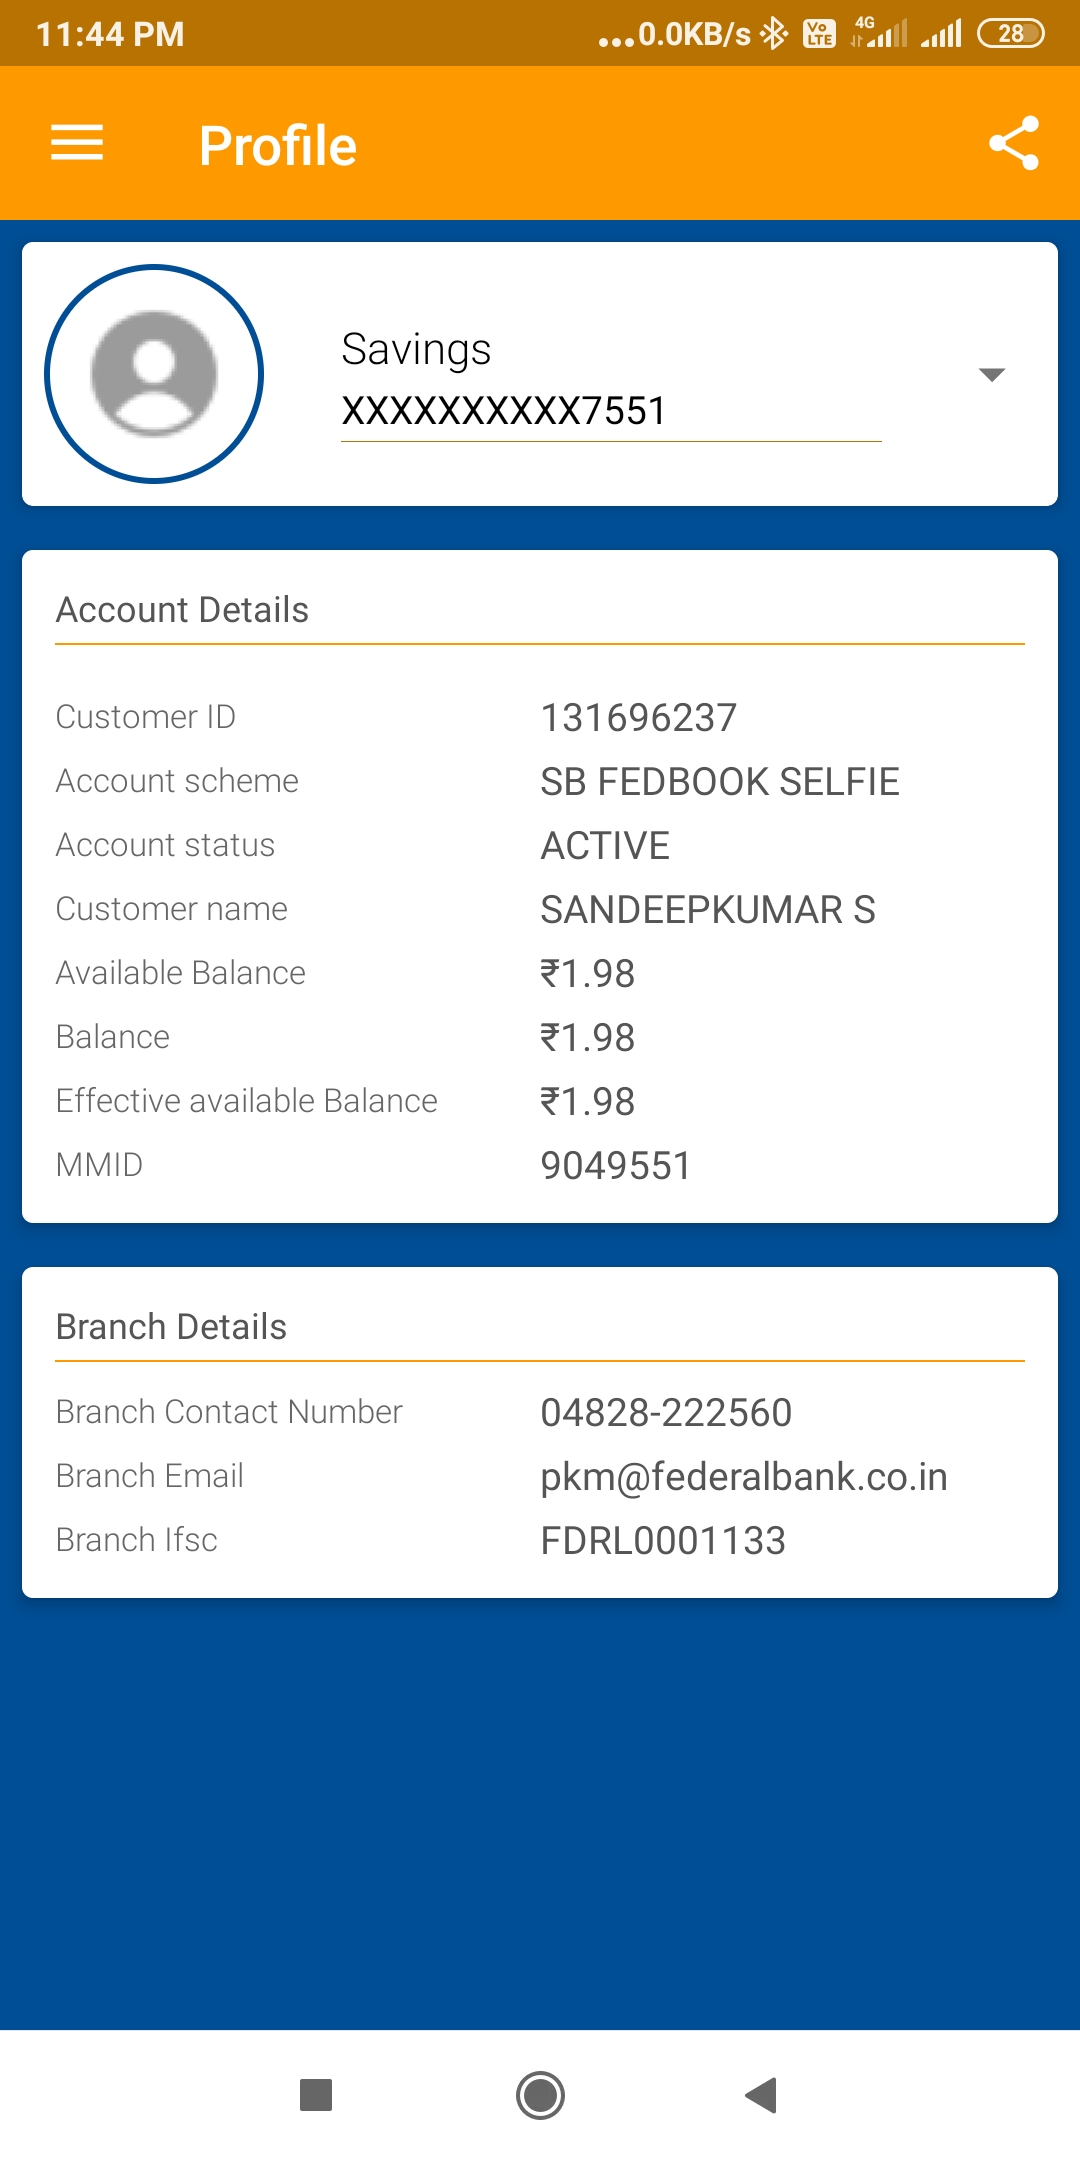 11:44 PM ...0.0KB/s Vo LTE 4G 28
Profile
Savings
XXXXXXXXXX7551
Account Details
Customer ID 131696237
Account scheme SB FEDBOOK SELFIE
Account status ACTIVE
Customer name SANDEEPKUMAR S
Available Balance ₹1.98
Balance ₹1.98
Effective available Balance ₹1.98
MMID 9049551
Branch Details
Branch Contact Number 04828-222560
Branch Email pkm@federalbank.co.in
Branch Ifsc FDRL0001133